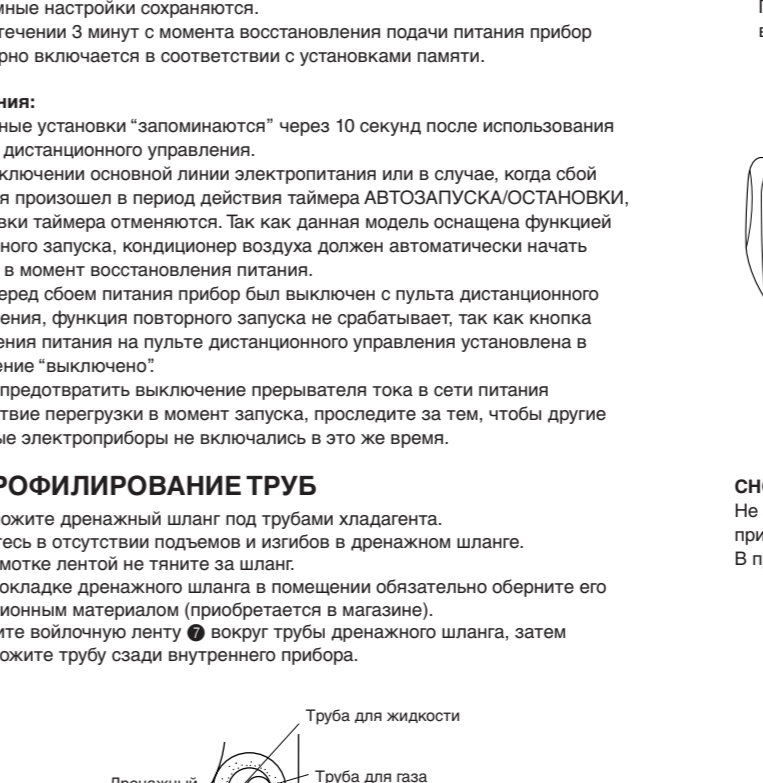 мные настройки сохраняются.
течении 3 минут с момента восстановления подачи питания прибор
рно включается в соответствии с установками памяти.
ния:
ные установки “запоминаются” через 10 секунд после использования
дистанционного управления.
ключении основной линии электропитания или в случае, когда сбой
я произошел в период действия таймера АВТОЗАПУСКА/ОСТАНОВКИ,
вки таймера отменяются. Так как данная модель оснащена функцией
ного запуска, кондиционер воздуха должен автоматически начать
в момент восстановления питания.
еред сбоем питания прибор был выключен с пульта дистанционного
ения, функция повторного запуска не срабатывает, так как кнопка
ения питания на пульте дистанционного управления установлена в
ение “выключено”.
предотвратить выключение прерывателя тока в сети питания
твие перегрузки в момент запуска, проследите за тем, чтобы другие
ые электроприборы не включались в это же время.
РОФИЛИРОВАНИЕ ТРУБ
ожите дренажный шланг под трубами хладагента.
тесь в отсутствии подъемов и изгибов в дренажном шланге.
мотке лентой не тяните за шланг.
окладке дренажного шланга в помещении обязательно оберните его
ионным материалом (приобретается в магазине).
ите войлочную ленту ❼ вокруг трубы дренажного шланга, затем
ожите трубу сзади внутреннего прибора.
Труба для жидкости
Труба для газа
Дренажный
Не
при
В п